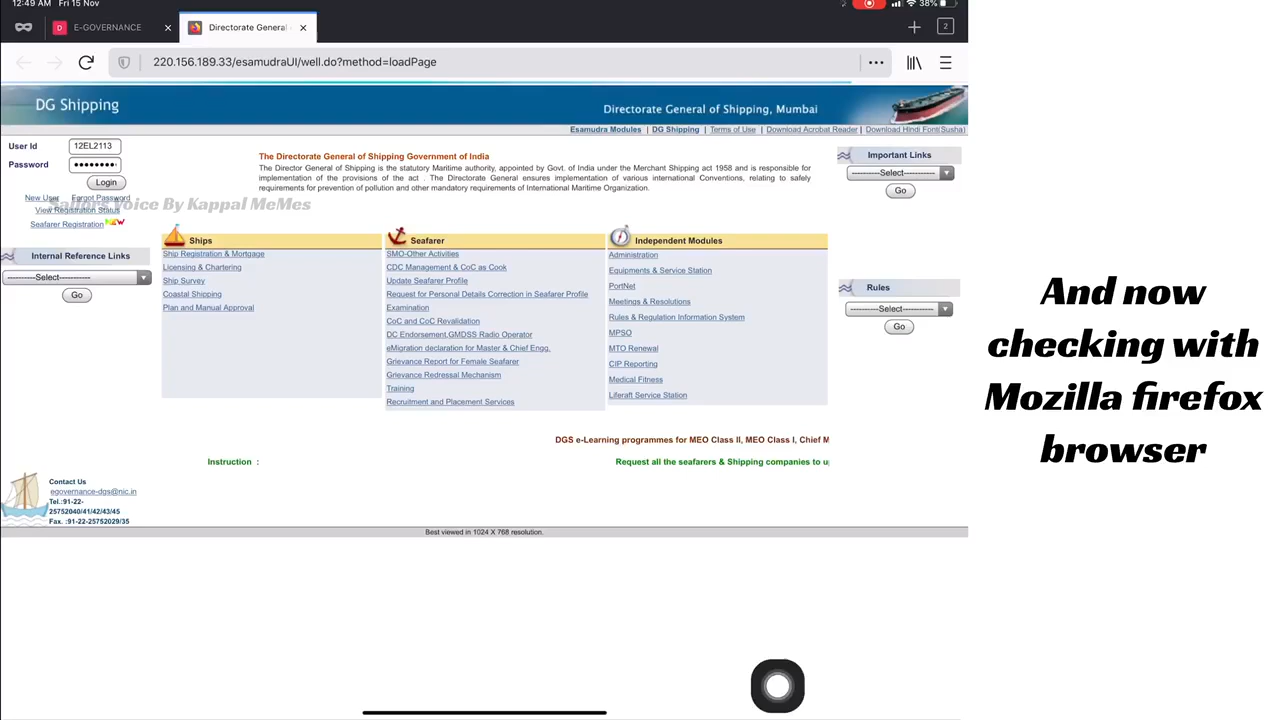 12:49 AM Fri 15 Nov
38%
E-GOVERNANCE
Directorate General
2
220.156.189.33/esamudraUI/well.do?method=loadPage
DG Shipping
Directorate General of Shipping, Mumbai
Esamudra Modules | DG Shipping | Terms of Use | Download Acrobat Reader | Download Hindi Font(Susha)
User Id 12EL2113
Password
Login
New User Forgot Password
View Registration Status
Seafarer Registration NEW
Sailors Voice By Kappal MeMes
The Directorate General of Shipping Government of India
The Director General of Shipping is the statutory Maritime authority, appointed by Govt. of India under the Merchant Shipping act 1958 and is responsible for
implementation of the provisions of the act . The Directorate General ensures implementation of various international Conventions, relating to safely
requirements for prevention of pollution and other mandatory requirements of International Maritime Organization.
Important Links
----------Select-----------
Go
Internal Reference Links
----------Select-----------
Go
Ships
Ship Registration & Mortgage
Licensing & Chartering
Ship Survey
Coastal Shipping
Plan and Manual Approval
Seafarer
SMO-Other Activities
CDC Management & CoC as Cook
Update Seafarer Profile
Request for Personal Details Correction in Seafarer Profile
Examination
CoC and CoC Revalidation
DC Endorsement,GMDSS Radio Operator
eMigration declaration for Master & Chief Engg.
Grievance Report for Female Seafarer
Grievance Redressal Mechanism
Training
Recruitment and Placement Services
Independent Modules
Administration
Equipments & Service Station
PortNet
Meetings & Resolutions
Rules & Regulation Information System
MPSO
MTO Renewal
CIP Reporting
Medical Fitness
Liferaft Service Station
Rules
----------Select-----------
Go
DGS e-Learning programmes for MEO Class II, MEO Class I, Chief M
Instruction :
Request all the seafarers & Shipping companies to u
Contact Us
egovernance-dgs@nic.in
Tel.:91-22-
25752040/41/42/43/45
Fax. :91-22-25752029/35
Best viewed in 1024 X 768 resolution.
And now
checking with
Mozilla firefox
browser